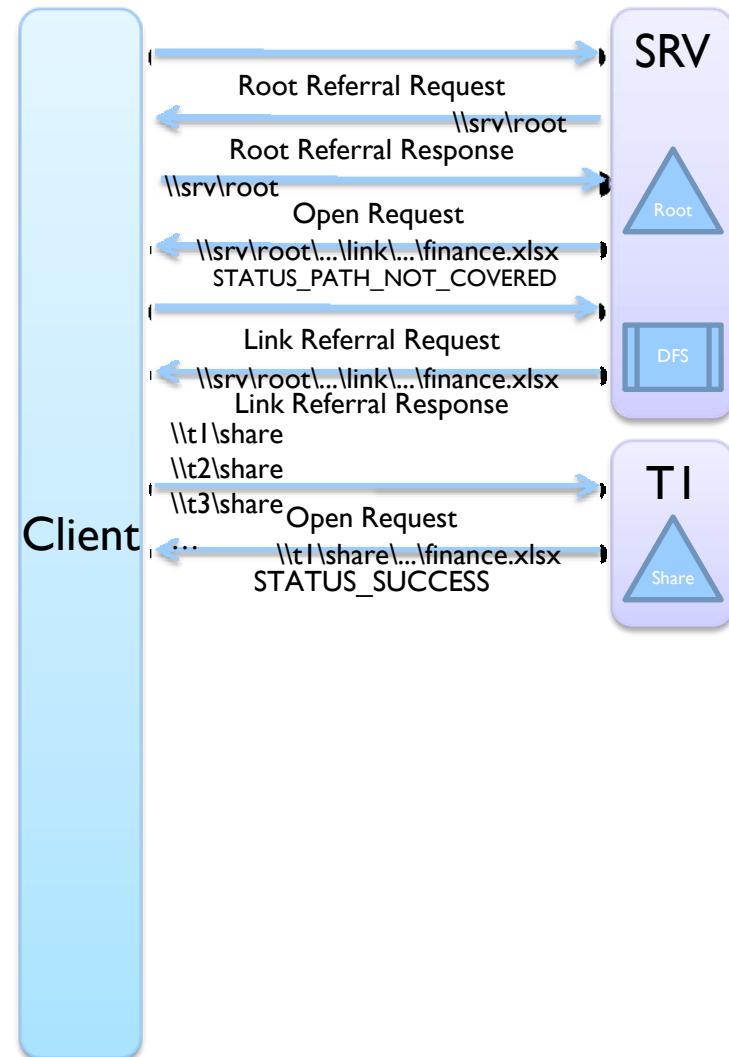 SRV
Root Referral Request
\\srv\root
Root Referral Response
\\srv\root
Root
Open Request
\\srv\root\...\link\...\finance.xlsx
STATUS_PATH_NOT_COVERED
Link Referral Request
DFS
\\srv\root\...\link\...\finance.xlsx
Link Referral Response
\\t1\share
\\t2\share
T1
\\t3\share
Open Request
Client
...
\\t1\share\...\finance.xlsx
Share
STATUS_SUCCESS